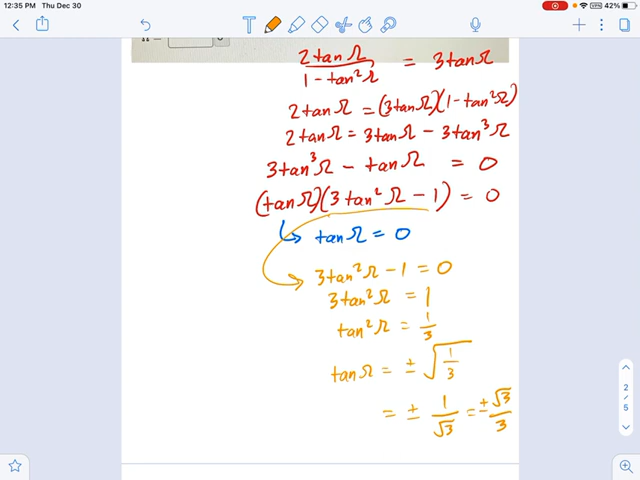 12:35 PM Thu Dec 30
42%
2tanΩ / 1 - tan²Ω = 3tanΩ
2tanΩ = (3tanΩ)(1 - tan²Ω)
2tanΩ = 3tanΩ - 3tan³Ω
3tan³Ω - tanΩ = 0
(tanΩ)(3tan²Ω - 1) = 0
tanΩ = 0
3tan²Ω - 1 = 0
3tan²Ω = 1
tan²Ω = 1/3
tanΩ = ± √(1/3)
= ± 1/√3 = ±√3/3
2 / 5